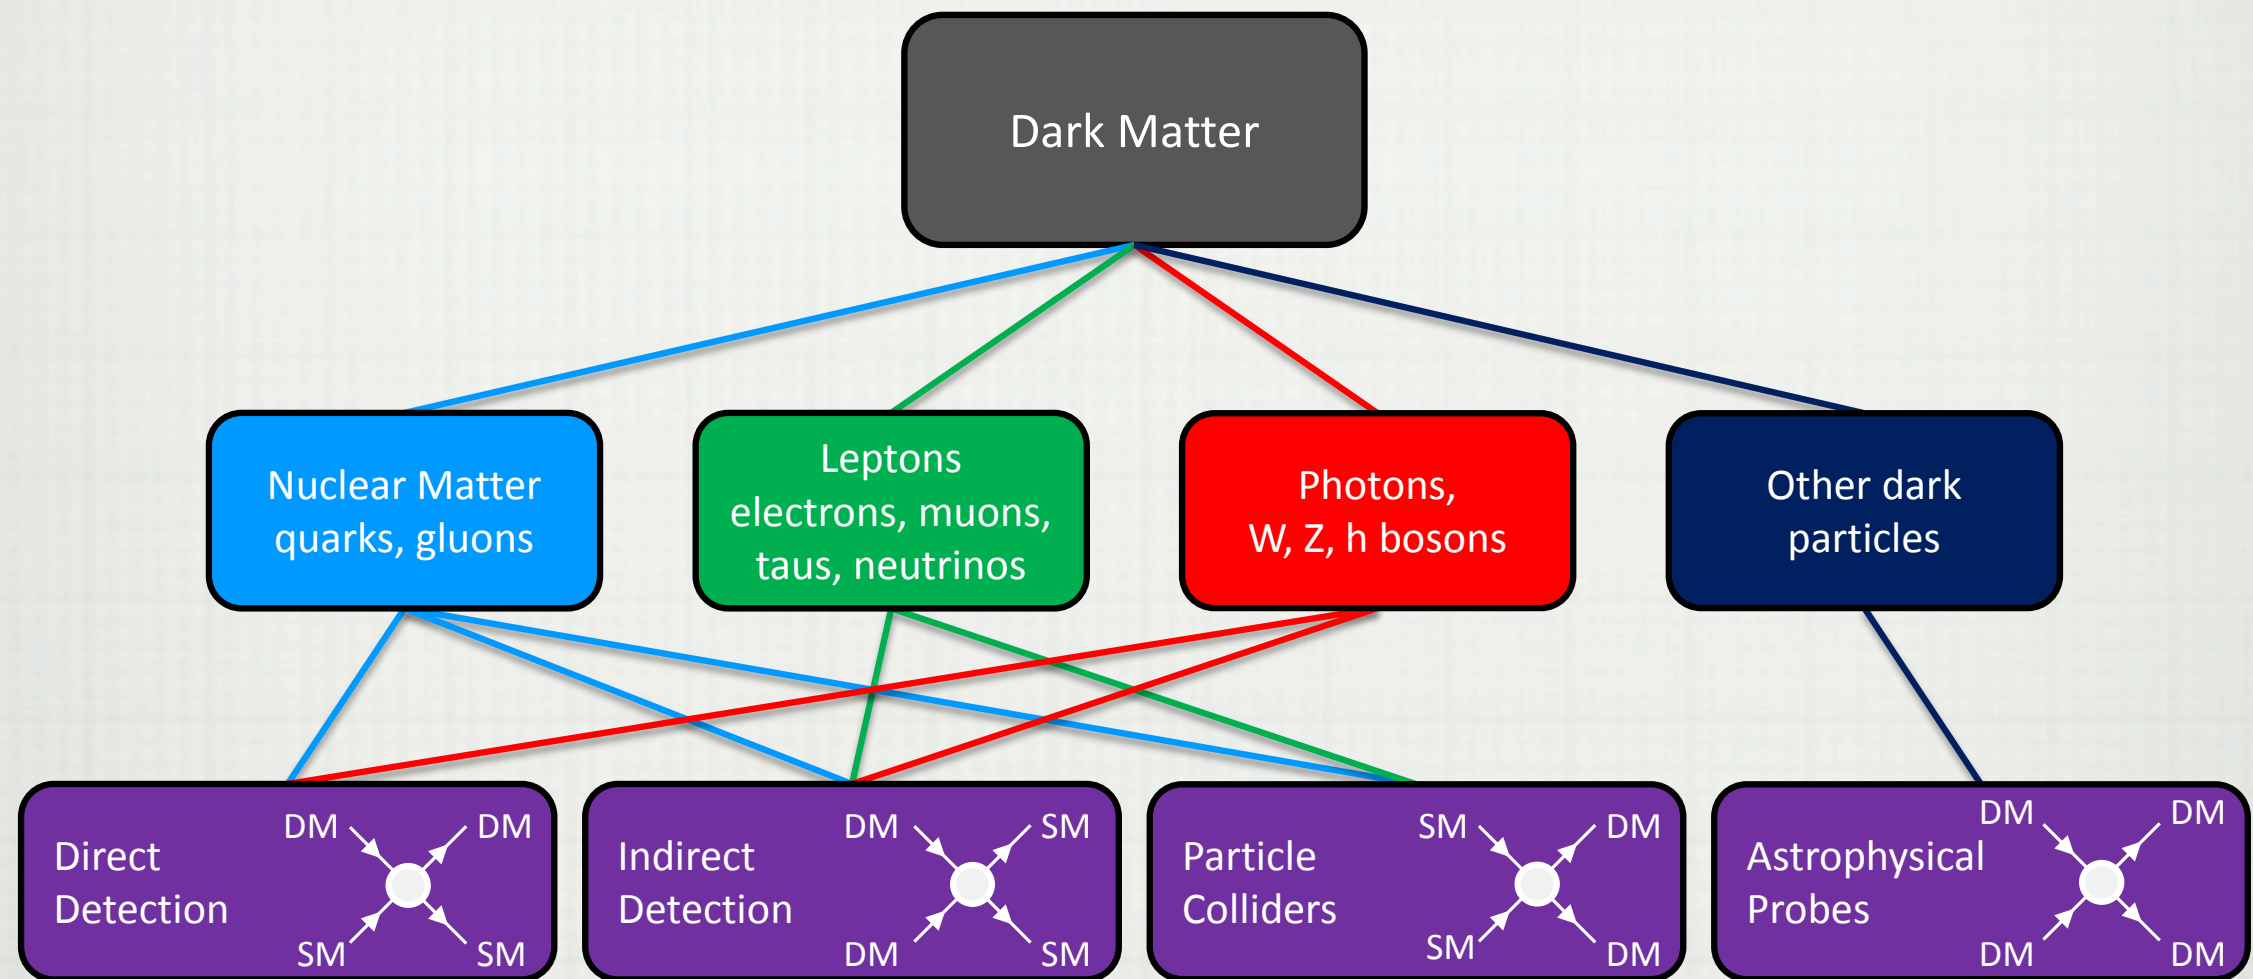 Dark Matter
Nuclear Matter
quarks, gluons
Leptons
electrons, muons,
taus, neutrinos
Photons,
W, Z, h bosons
Other dark
particles
Direct
Detection
DM
DM
SM
SM
Indirect
Detection
DM
SM
DM
SM
Particle
Colliders
SM
DM
SM
DM
Astrophysical
Probes
DM
DM
DM
DM